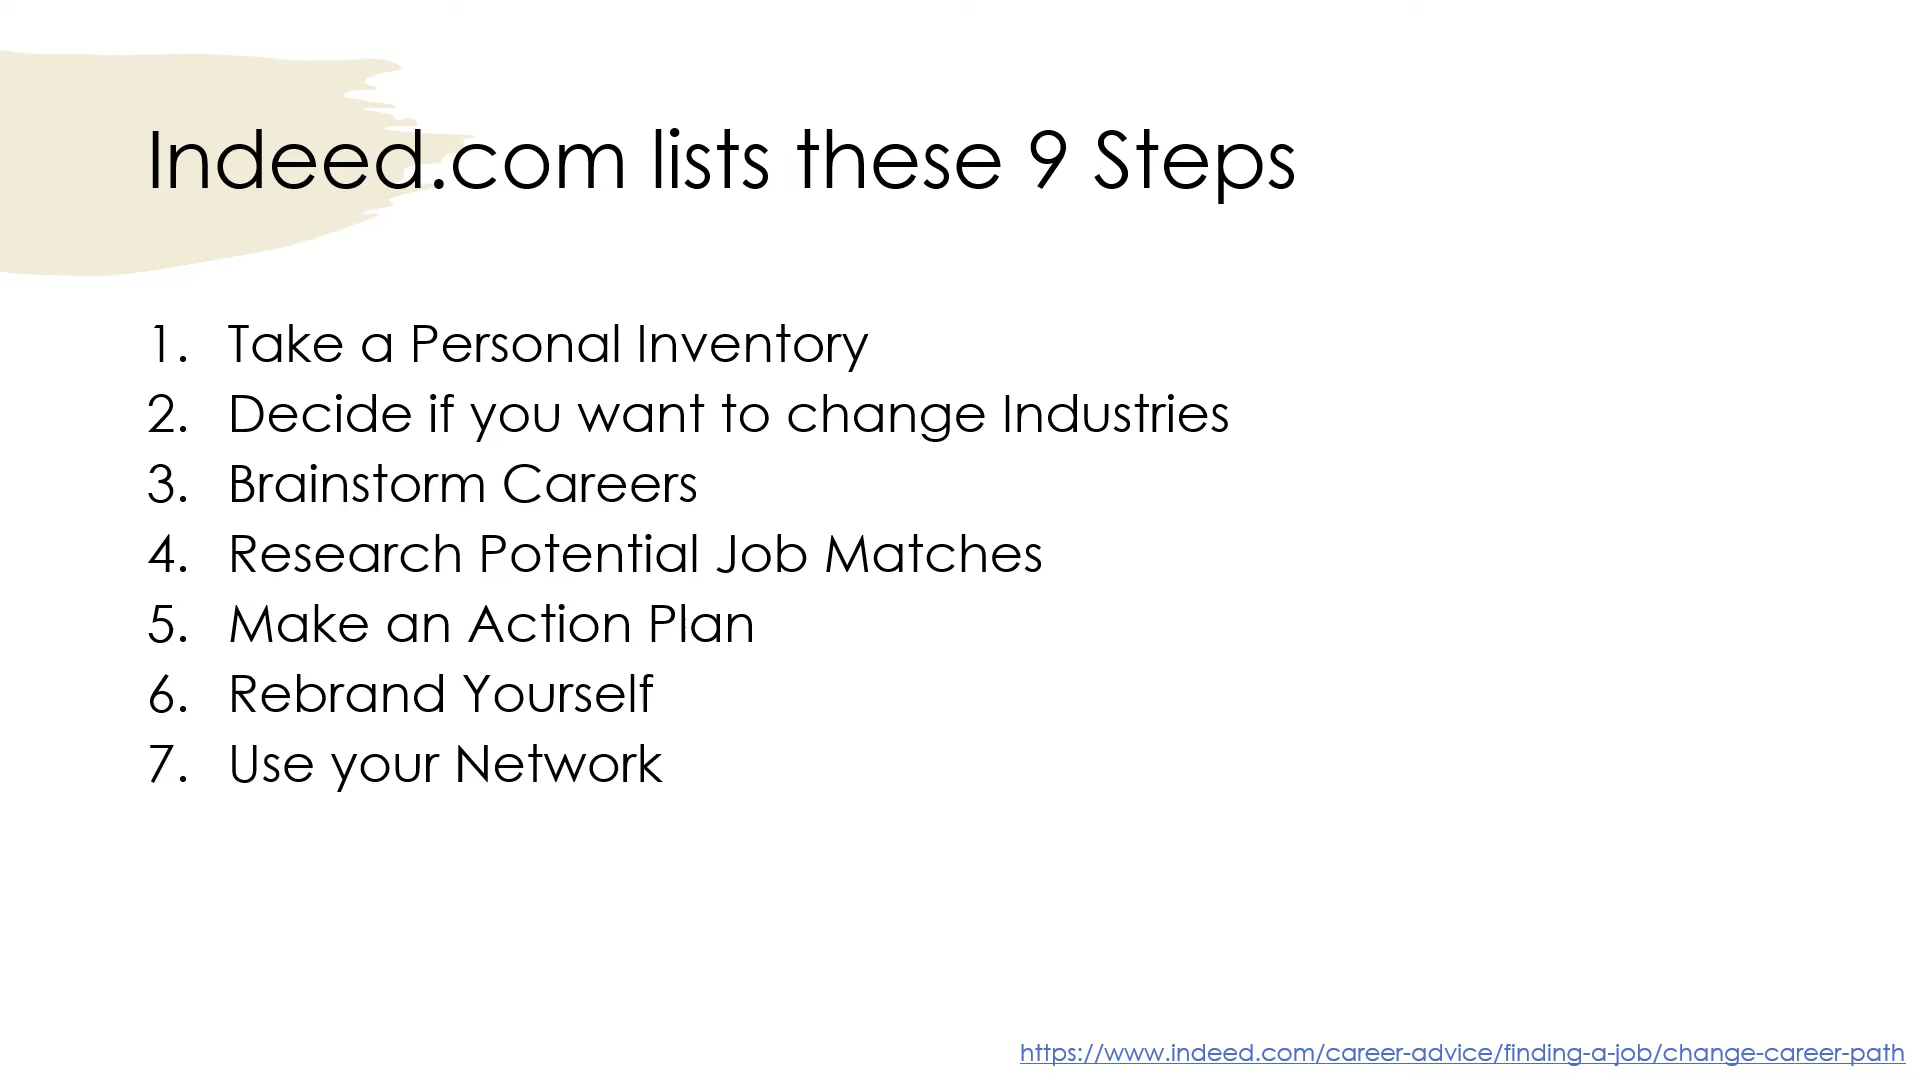 Indeed.com lists these 9 Steps
1. Take a Personal Inventory
2. Decide if you want to change Industries
3. Brainstorm Careers
4. Research Potential Job Matches
5. Make an Action Plan
6. Rebrand Yourself
7. Use your Network
https://www.indeed.com/career-advice/finding-a-job/change-career-path